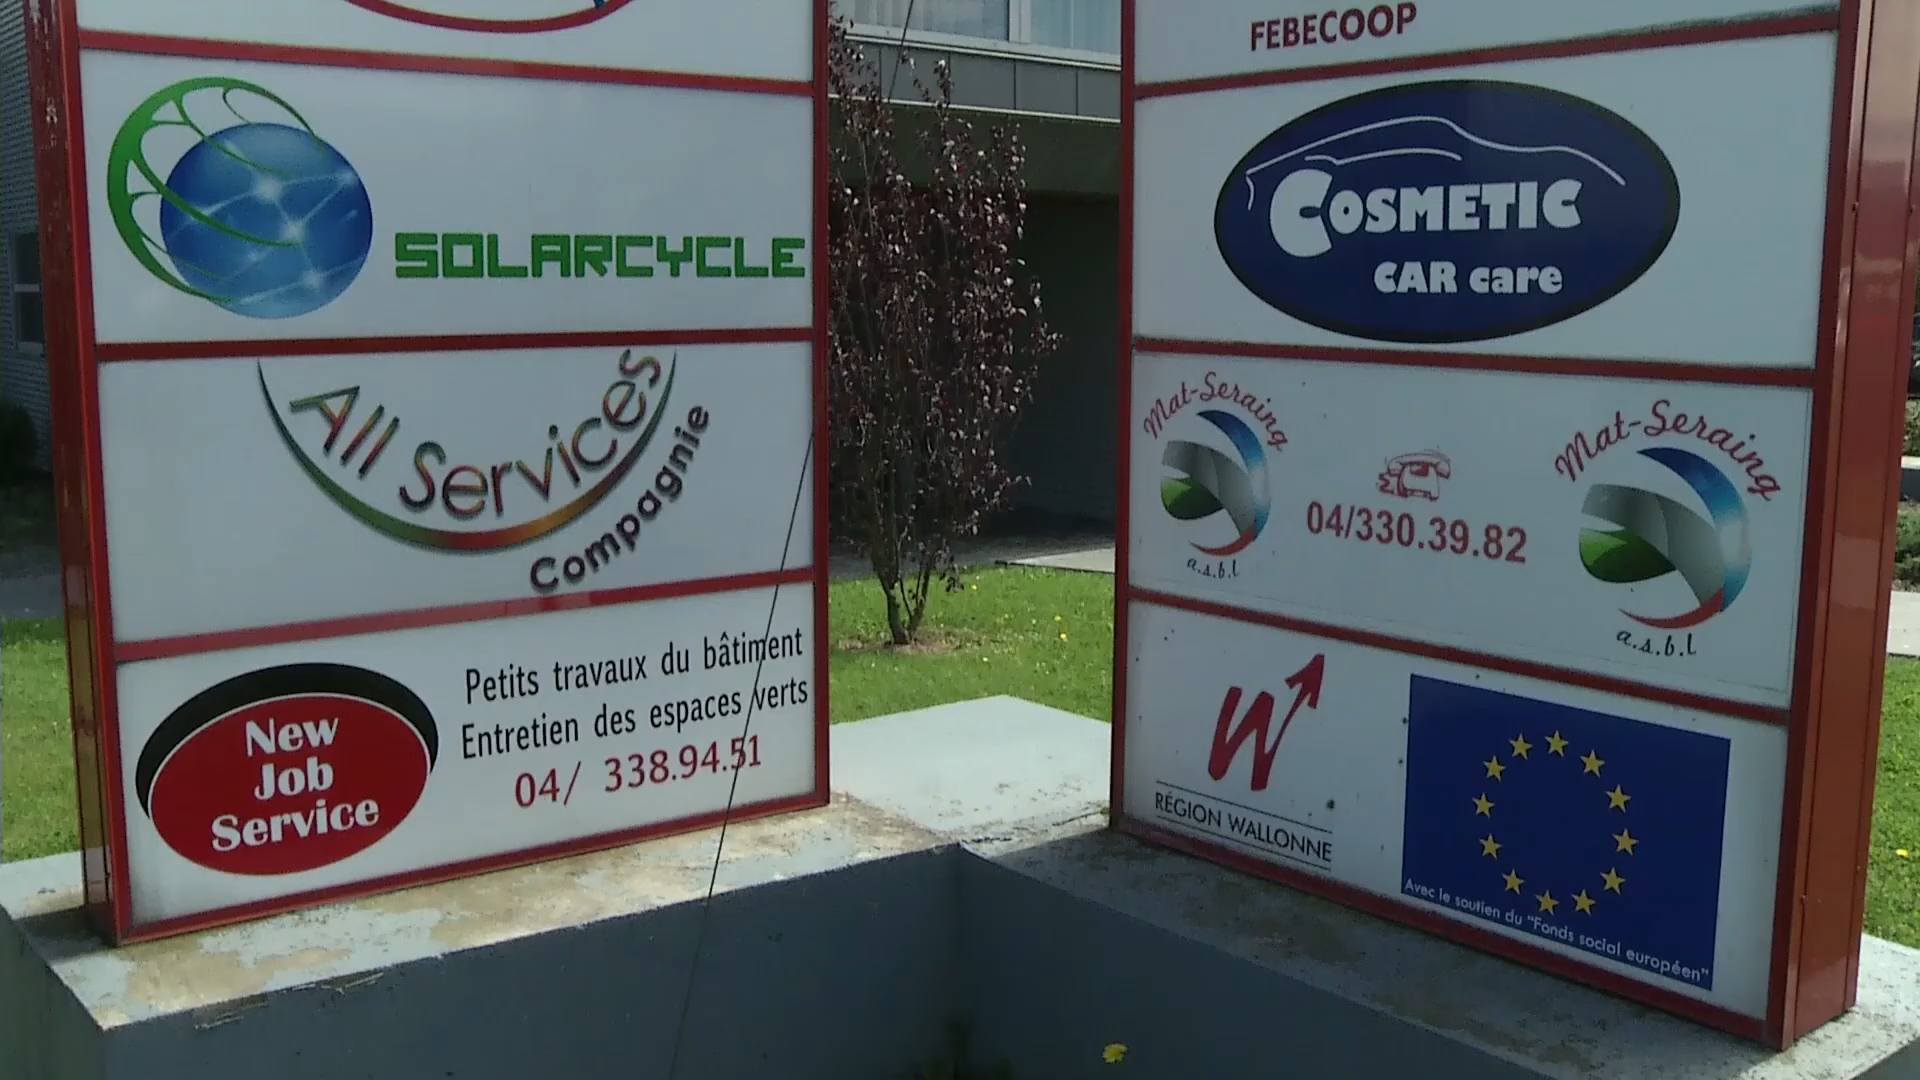 SOLARCYCLE
All Services
Compagnie
New
Job
Service
Petits travaux du bâtiment
Entretien des espaces verts
04/ 338.94.51
FEBECOOP
COSMETIC
CAR care
Mat-Seraing
a.s.b.l
04/330.39.82
Mat-Seraing
a.s.b.l
W
RÉGION WALLONNE
Avec le soutien du "Fonds social européen"